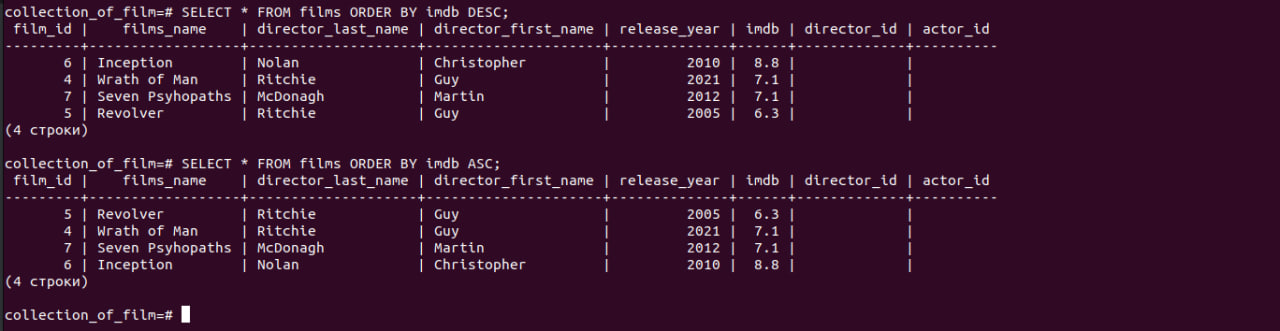 collection_of_film=# SELECT * FROM films ORDER BY imdb DESC;
 film_id |    films_name    | director_last_name | director_first_name | release_year | imdb | director_id | actor_id
---------+------------------+--------------------+---------------------+--------------+------+-------------+----------
       6 | Inception        | Nolan              | Christopher         |         2010 |  8.8 |             |
       4 | Wrath of Man     | Ritchie            | Guy                 |         2021 |  7.1 |             |
       7 | Seven Psyhopaths | McDonagh           | Martin              |         2012 |  7.1 |             |
       5 | Revolver         | Ritchie            | Guy                 |         2005 |  6.3 |             |
(4 строки)
collection_of_film=# SELECT * FROM films ORDER BY imdb ASC;
 film_id |    films_name    | director_last_name | director_first_name | release_year | imdb | director_id | actor_id
---------+------------------+--------------------+---------------------+--------------+------+-------------+----------
       5 | Revolver         | Ritchie            | Guy                 |         2005 |  6.3 |             |
       4 | Wrath of Man     | Ritchie            | Guy                 |         2021 |  7.1 |             |
       7 | Seven Psyhopaths | McDonagh           | Martin              |         2012 |  7.1 |             |
       6 | Inception        | Nolan              | Christopher         |         2010 |  8.8 |             |
(4 строки)
collection_of_film=#